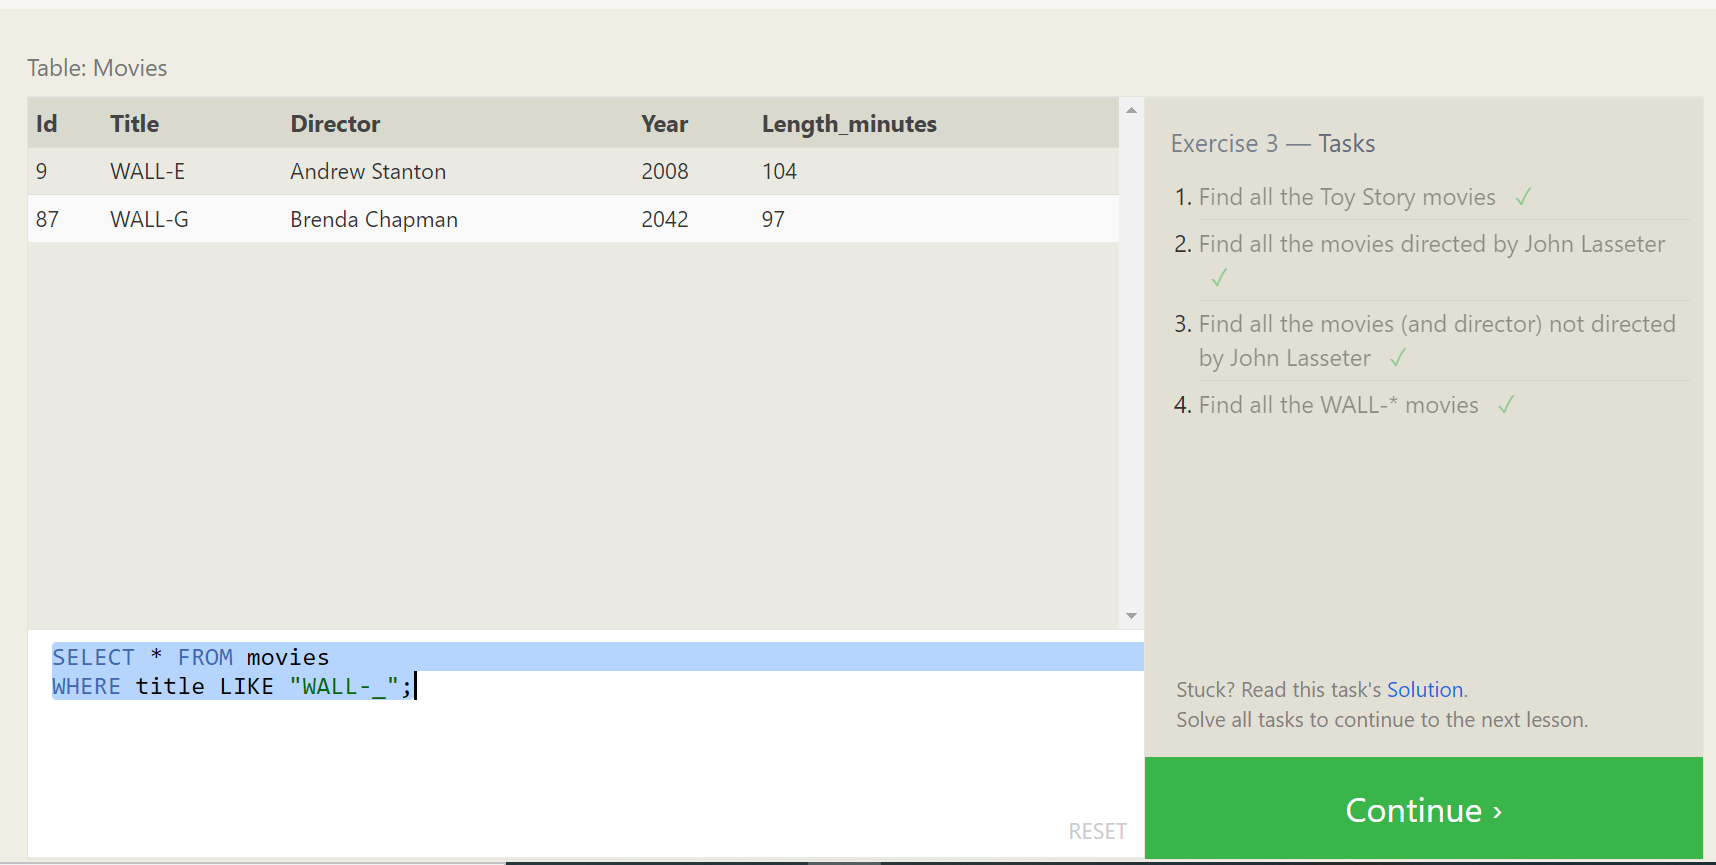 Table: Movies
Id Title Director Year Length_minutes
9 WALL-E Andrew Stanton 2008 104
87 WALL-G Brenda Chapman 2042 97
SELECT * FROM movies
WHERE title LIKE "WALL-_";
RESET
Exercise 3 — Tasks
1. Find all the Toy Story movies ✓
2. Find all the movies directed by John Lasseter
✓
3. Find all the movies (and director) not directed
by John Lasseter ✓
4. Find all the WALL-* movies ✓
Stuck? Read this task's Solution.
Solve all tasks to continue to the next lesson.
Continue ›